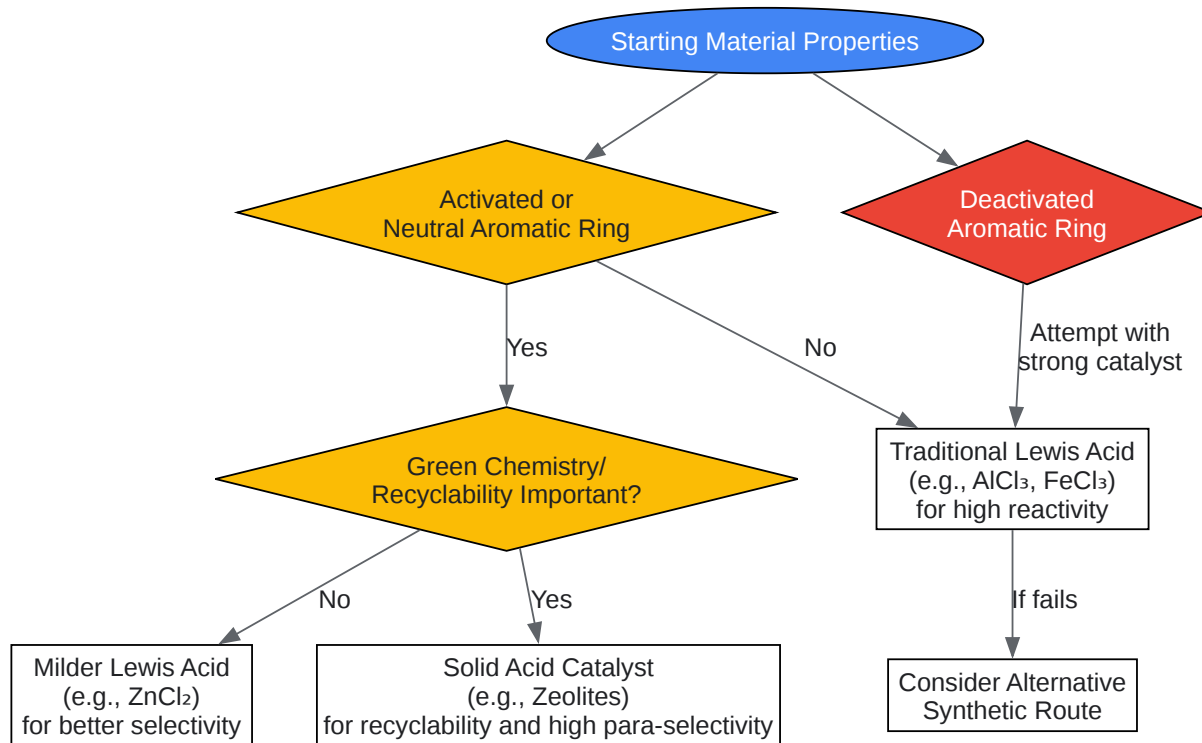 Starting Material Properties
Activated or
Neutral Aromatic Ring
Deactivated
Aromatic Ring
Yes
No
Attempt with
strong catalyst
Green Chemistry/
Recyclability Important?
Traditional Lewis Acid
(e.g., AlCl₃, FeCl₃)
for high reactivity
No
Yes
If fails
Milder Lewis Acid
(e.g., ZnCl₂)
for better selectivity
Solid Acid Catalyst
(e.g., Zeolites)
for recyclability and high para-selectivity
Consider Alternative
Synthetic Route